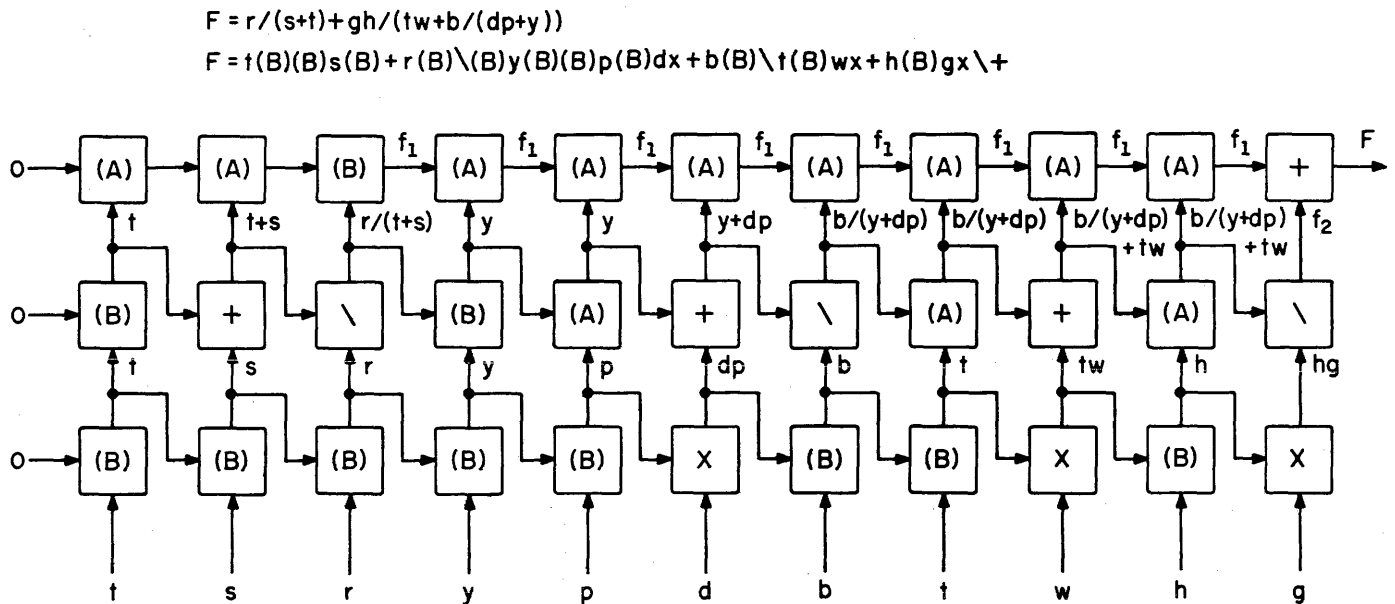 F = r/(s+t)+gh/(tw+b/(dp+y))
F = t(B)(B)s(B)+r(B)\(B)y(B)(B)p(B)dx+b(B)\t(B)wx+h(B)gx\+
f1 f1 f1 f1 f1 f1 f1 f1 F
0 (A) (A) (B) (A) (A) (A) (A) (A) (A) (A) +
t t+s r/(t+s) y y y+dp b/(y+dp) b/(y+dp) b/(y+dp) b/(y+dp) f2
+tw +tw
0 (B) + \ (B) (A) + \ (A) + (A) \
t s r y p dp b t tw h hg
0 (B) (B) (B) (B) (B) X (B) (B) X (B) X
t s r y p d b t w h g